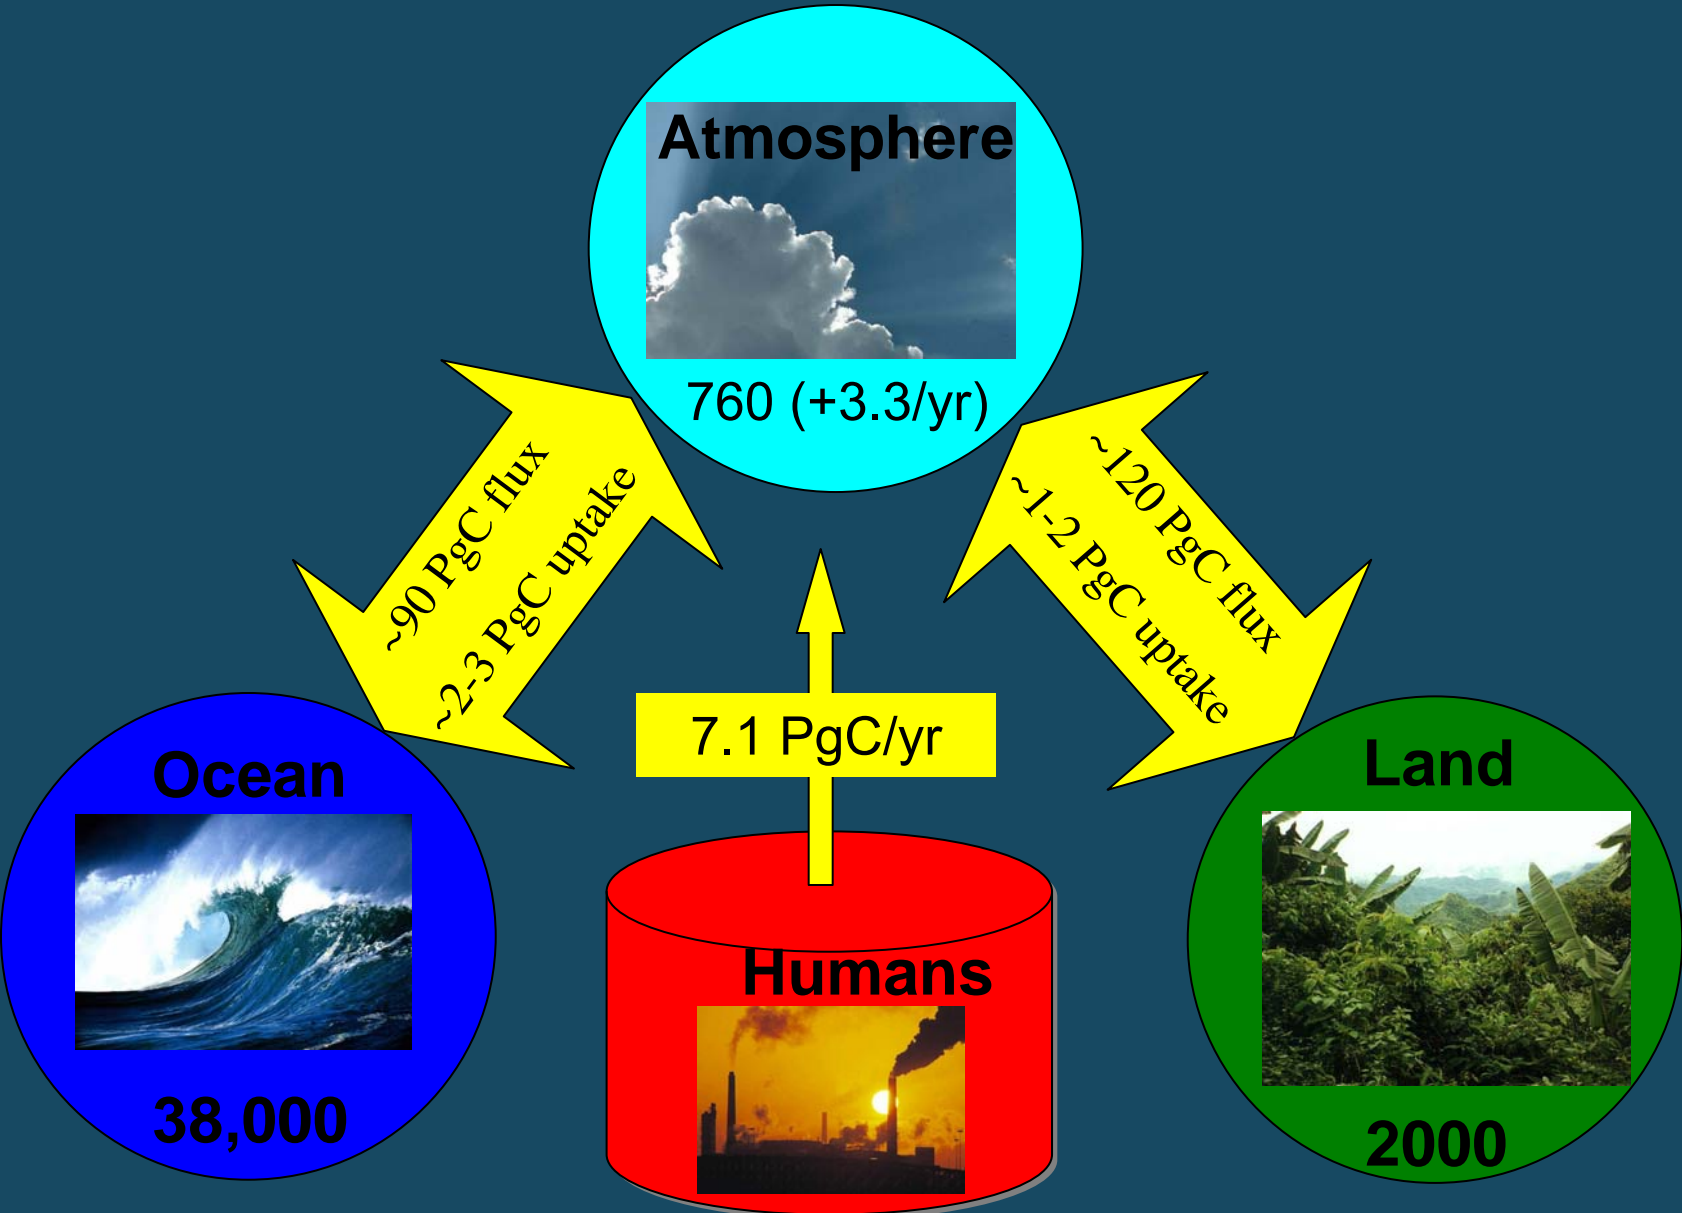 Atmosphere
760 (+3.3/yr)
~90 PgC flux
~2-3 PgC uptake
~120 PgC flux
~1-2 PgC uptake
7.1 PgC/yr
Ocean
38,000
Humans
Land
2000